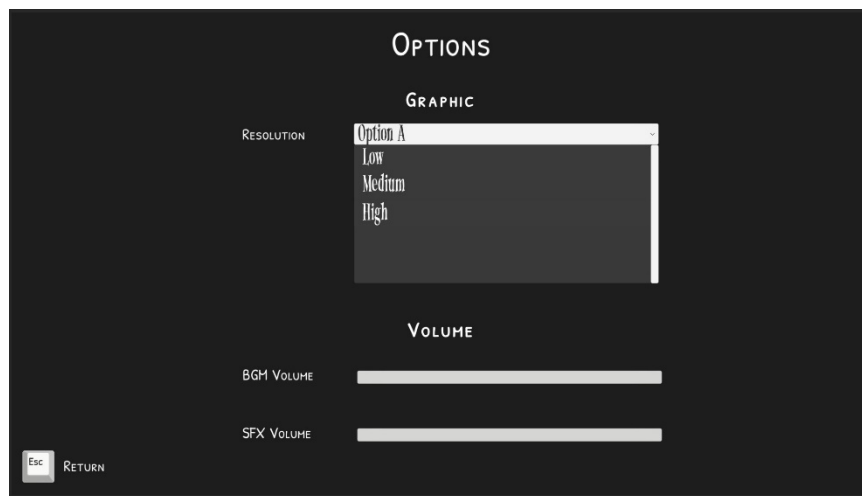 Options
Graphic
Resolution
Option A
Low
Medium
High
Volume
BGM Volume
SFX Volume
Esc Return